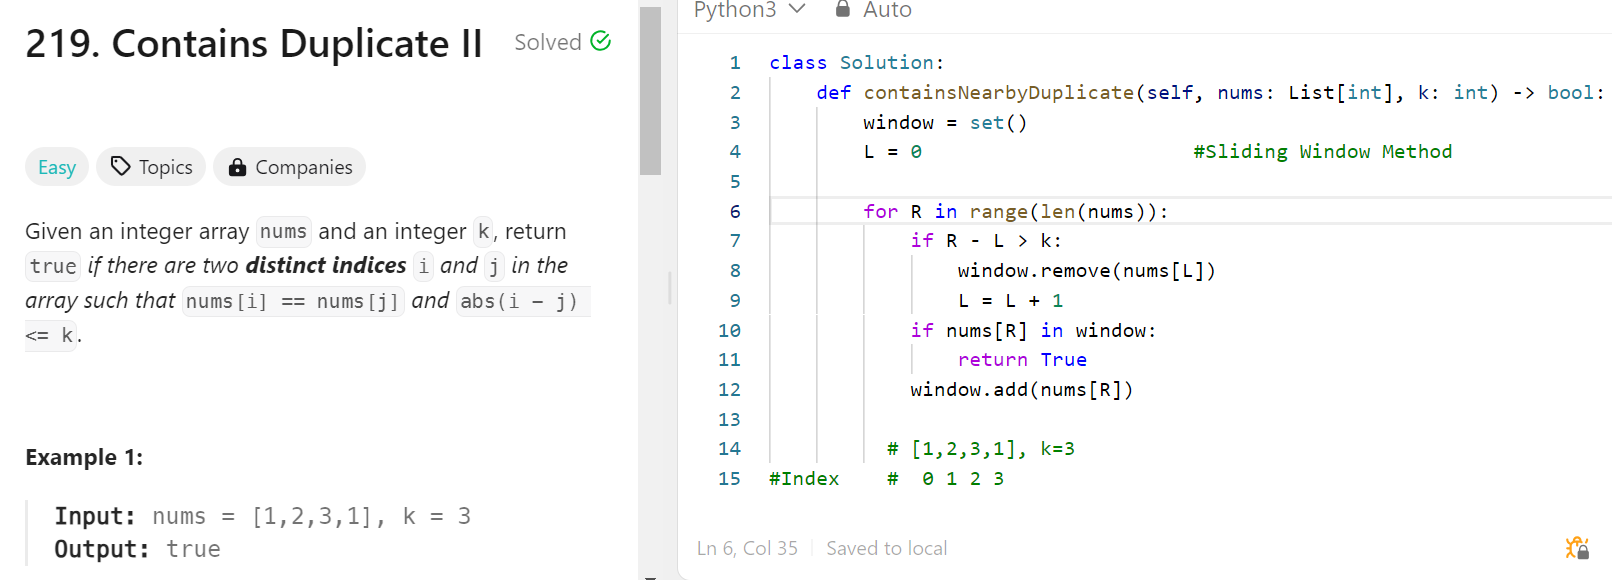 219. Contains Duplicate II
Solved
Easy
Topics
Companies
Given an integer array nums and an integer k, return
true if there are two distinct indices i and j in the
array such that nums[i] == nums[j] and abs(i - j)
<= k.
Example 1:
Input: nums = [1,2,3,1], k = 3
Output: true
Python3
Auto
1 class Solution:
2 def containsNearbyDuplicate(self, nums: List[int], k: int) -> bool:
3 window = set()
4 L = 0 #Sliding Window Method
5
6 for R in range(len(nums)):
7 if R - L > k:
8 window.remove(nums[L])
9 L = L + 1
10 if nums[R] in window:
11 return True
12 window.add(nums[R])
13
14 # [1,2,3,1], k=3
15 #Index # 0 1 2 3
Ln 6, Col 35
Saved to local